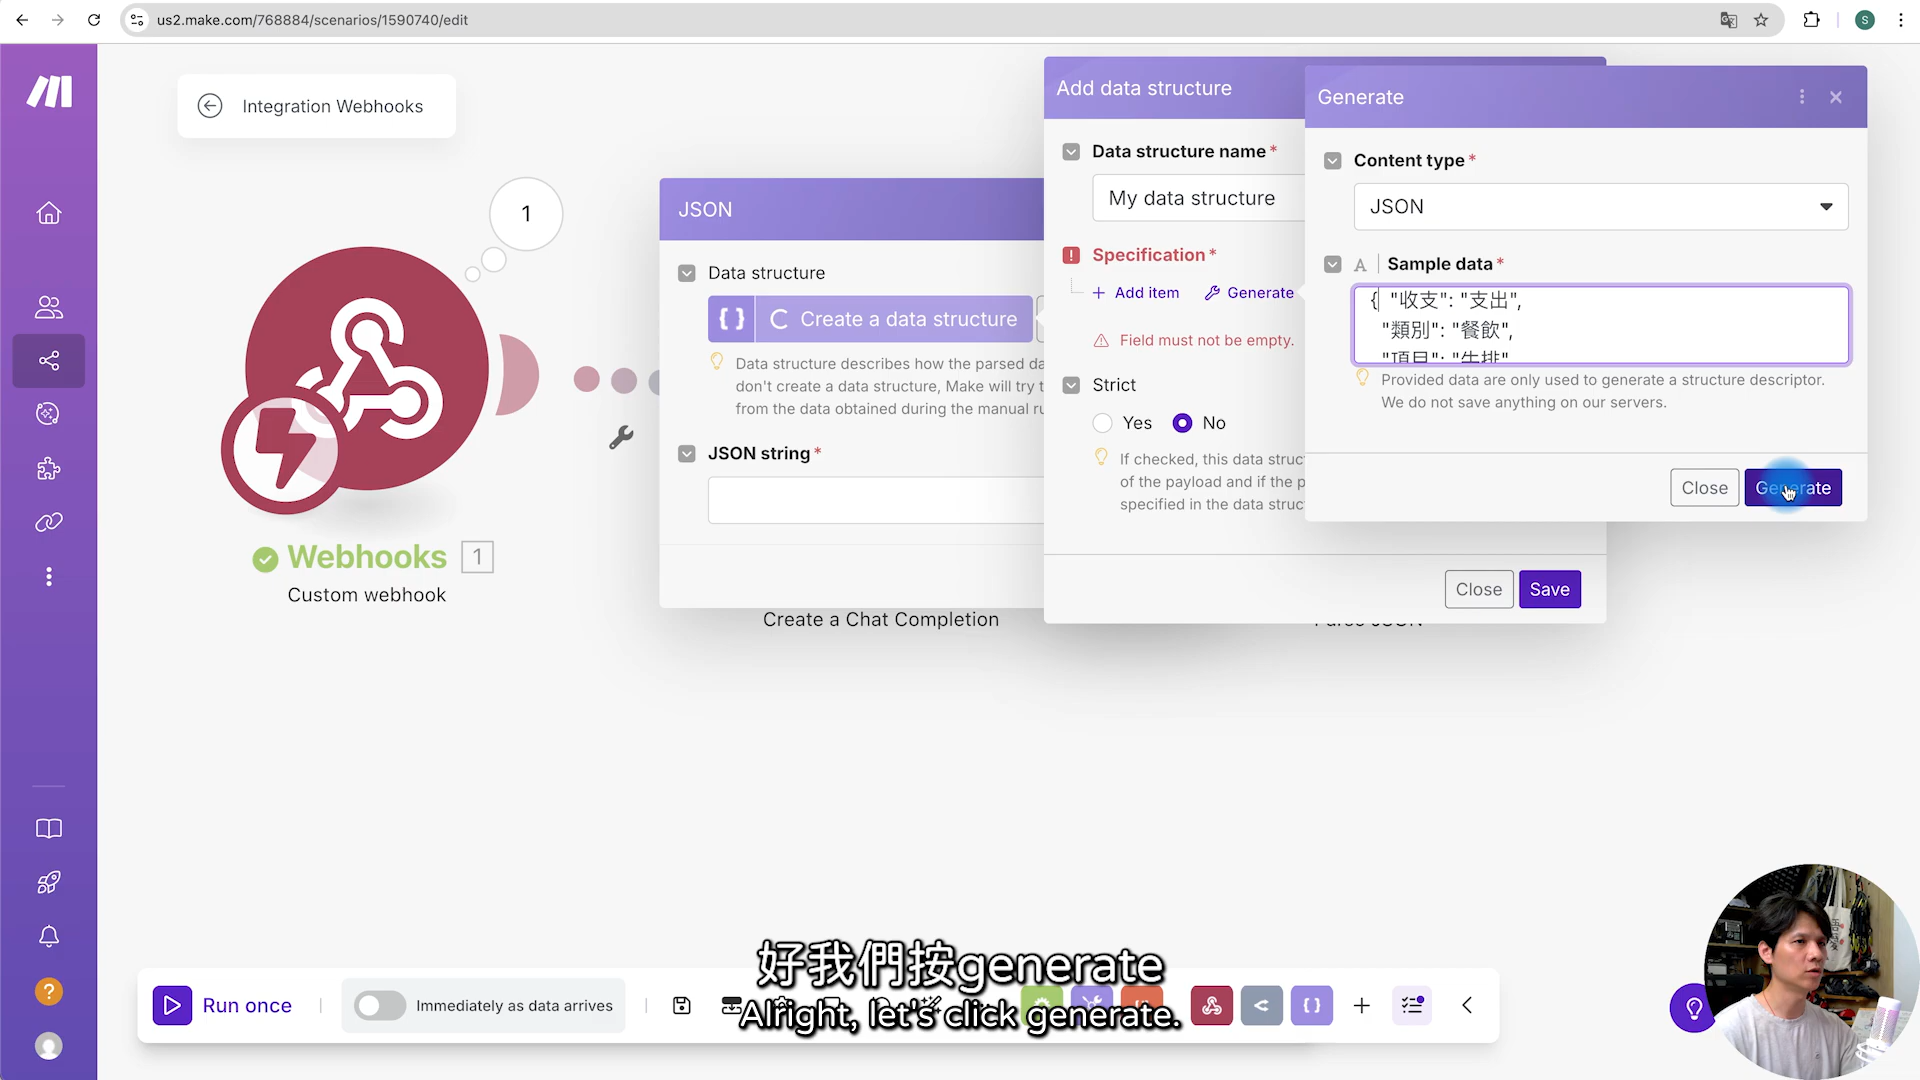 us2.make.com/768884/scenarios/1590740/edit
S
Integration Webhooks
1
Webhooks 1
Custom webhook
JSON
Data structure
{ } Create a data structure
Data structure describes how the parsed da
don't create a data structure, Make will try t
from the data obtained during the manual ru
JSON string *
Create a Chat Completion
Add data structure
Data structure name *
My data structure
! Specification *
+ Add item
Generate
Field must not be empty.
Strict
Yes
No
If checked, this data struc
of the payload and if the p
specified in the data struc
Close
Save
Parse JSON
Generate
Content type *
JSON
A Sample data *
{ "收支": "支出",
"類別": "餐飲",
"項目": "牛排"
Provided data are only used to generate a structure descriptor.
We do not save anything on our servers.
Close
Generate
?
Run once
Immediately as data arrives
好我們按generate
Alright, let's click generate.